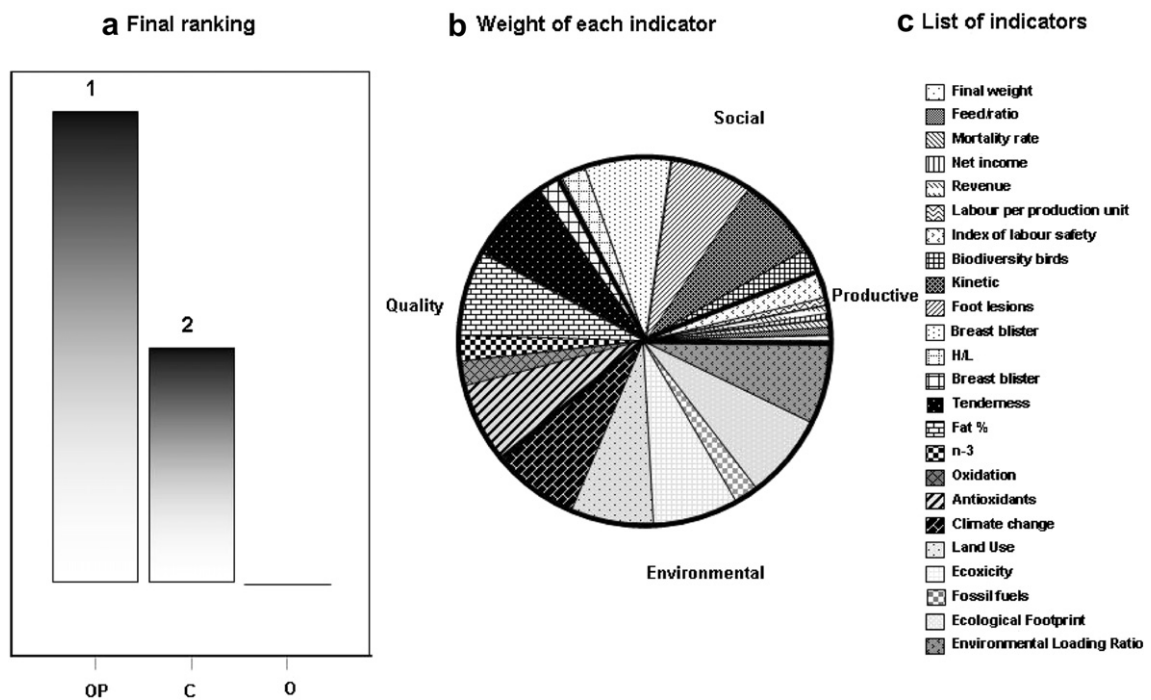 a Final ranking
b Weight of each indicator
c List of indicators
1
2
OP
C
O
Social
Productive
Quality
Environmental
Final weight
Feed/ratio
Mortality rate
Net income
Revenue
Labour per production unit
Index of labour safety
Biodiversity birds
Kinetic
Foot lesions
Breast blister
H/L
Breast blister
Tenderness
Fat %
n-3
Oxidation
Antioxidants
Climate change
Land Use
Ecoxicity
Fossil fuels
Ecological Footprint
Environmental Loading Ratio